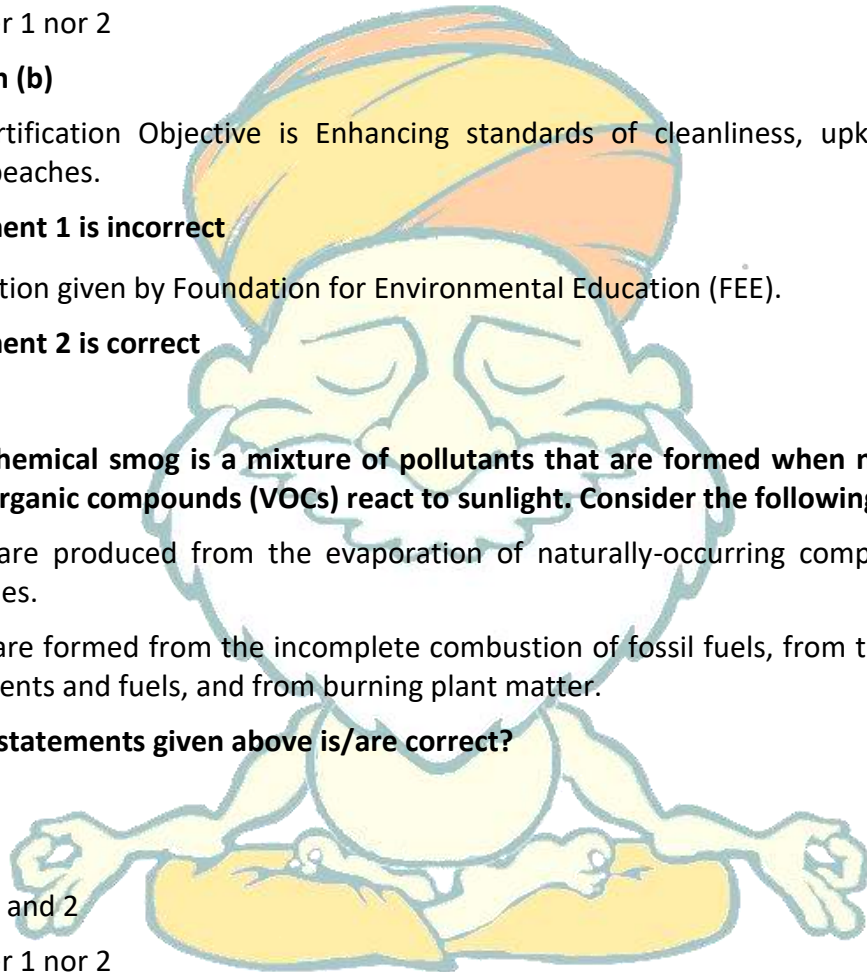 r 1 nor 2
n (b)
rtification Objective is Enhancing standards of cleanliness, upk
beaches.
nent 1 is incorrect
tion given by Foundation for Environmental Education (FEE).
nent 2 is correct
hemical smog is a mixture of pollutants that are formed when n
rganic compounds (VOCs) react to sunlight. Consider the following
are produced from the evaporation of naturally-occurring comp
es.
are formed from the incomplete combustion of fossil fuels, from t
ents and fuels, and from burning plant matter.
statements given above is/are correct?
and 2
r 1 nor 2